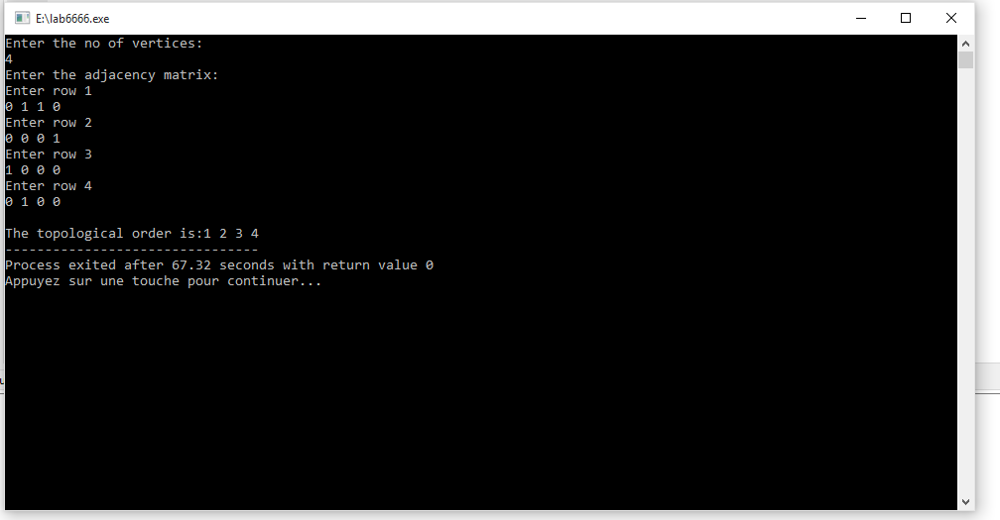 E:\lab6666.exe
Enter the no of vertices:
4
Enter the adjacency matrix:
Enter row 1
0 1 1 0
Enter row 2
0 0 0 1
Enter row 3
1 0 0 0
Enter row 4
0 1 0 0
The topological order is:1 2 3 4
--------------------------------
Process exited after 67.32 seconds with return value 0
Appuyez sur une touche pour continuer...